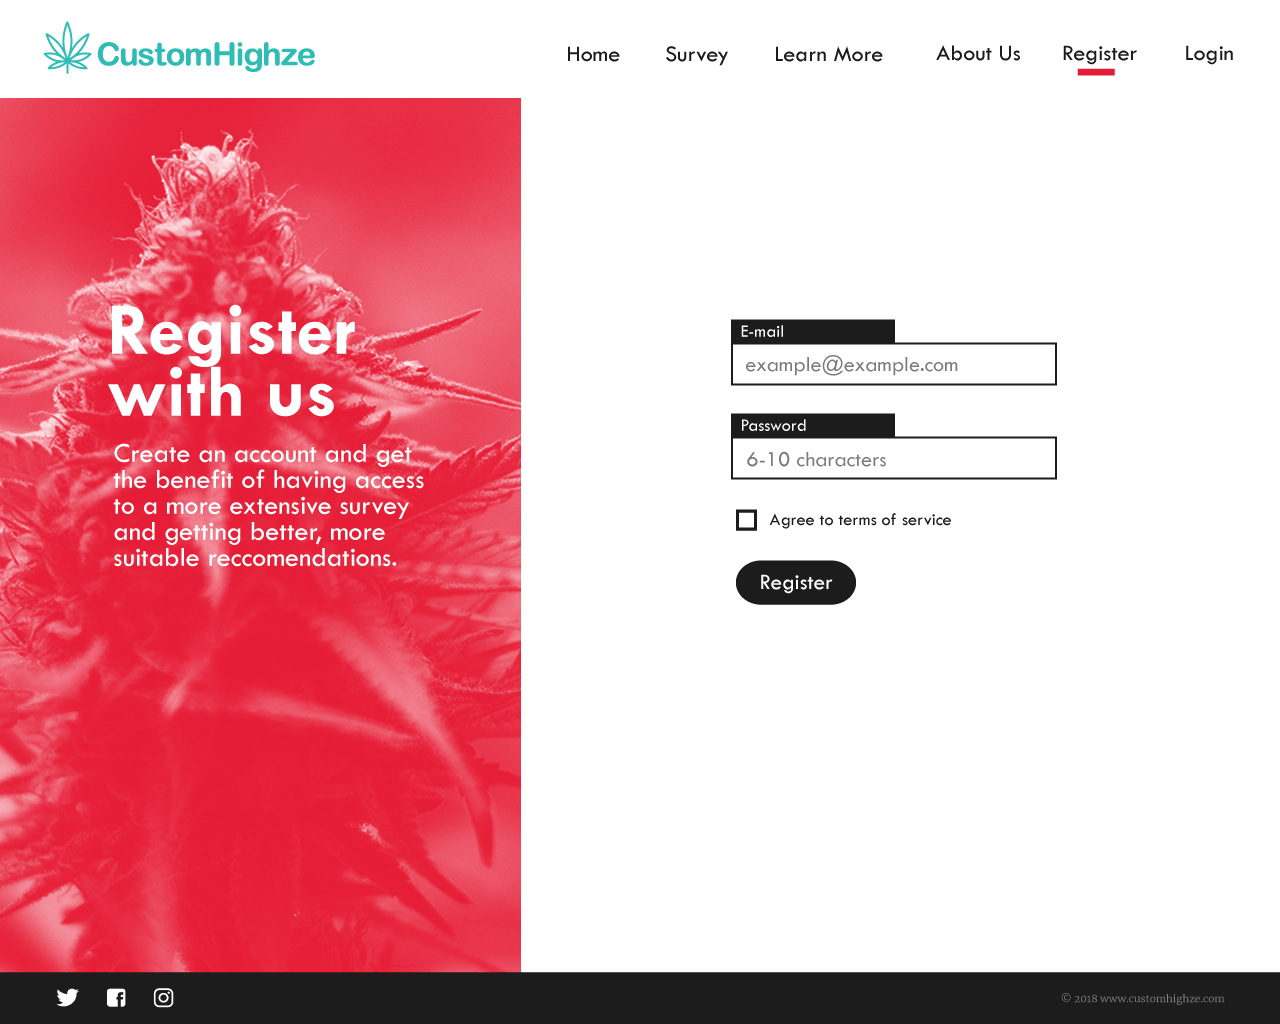 CustomHighze
Home Survey Learn More About Us Register Login
Register
with us
Create an account and get
the benefit of having access
to a more extensive survey
and getting better, more
suitable reccomendations.
E-mail
example@example.com
Password
6-10 characters
Agree to terms of service
Register
© 2018 www.customhighze.com